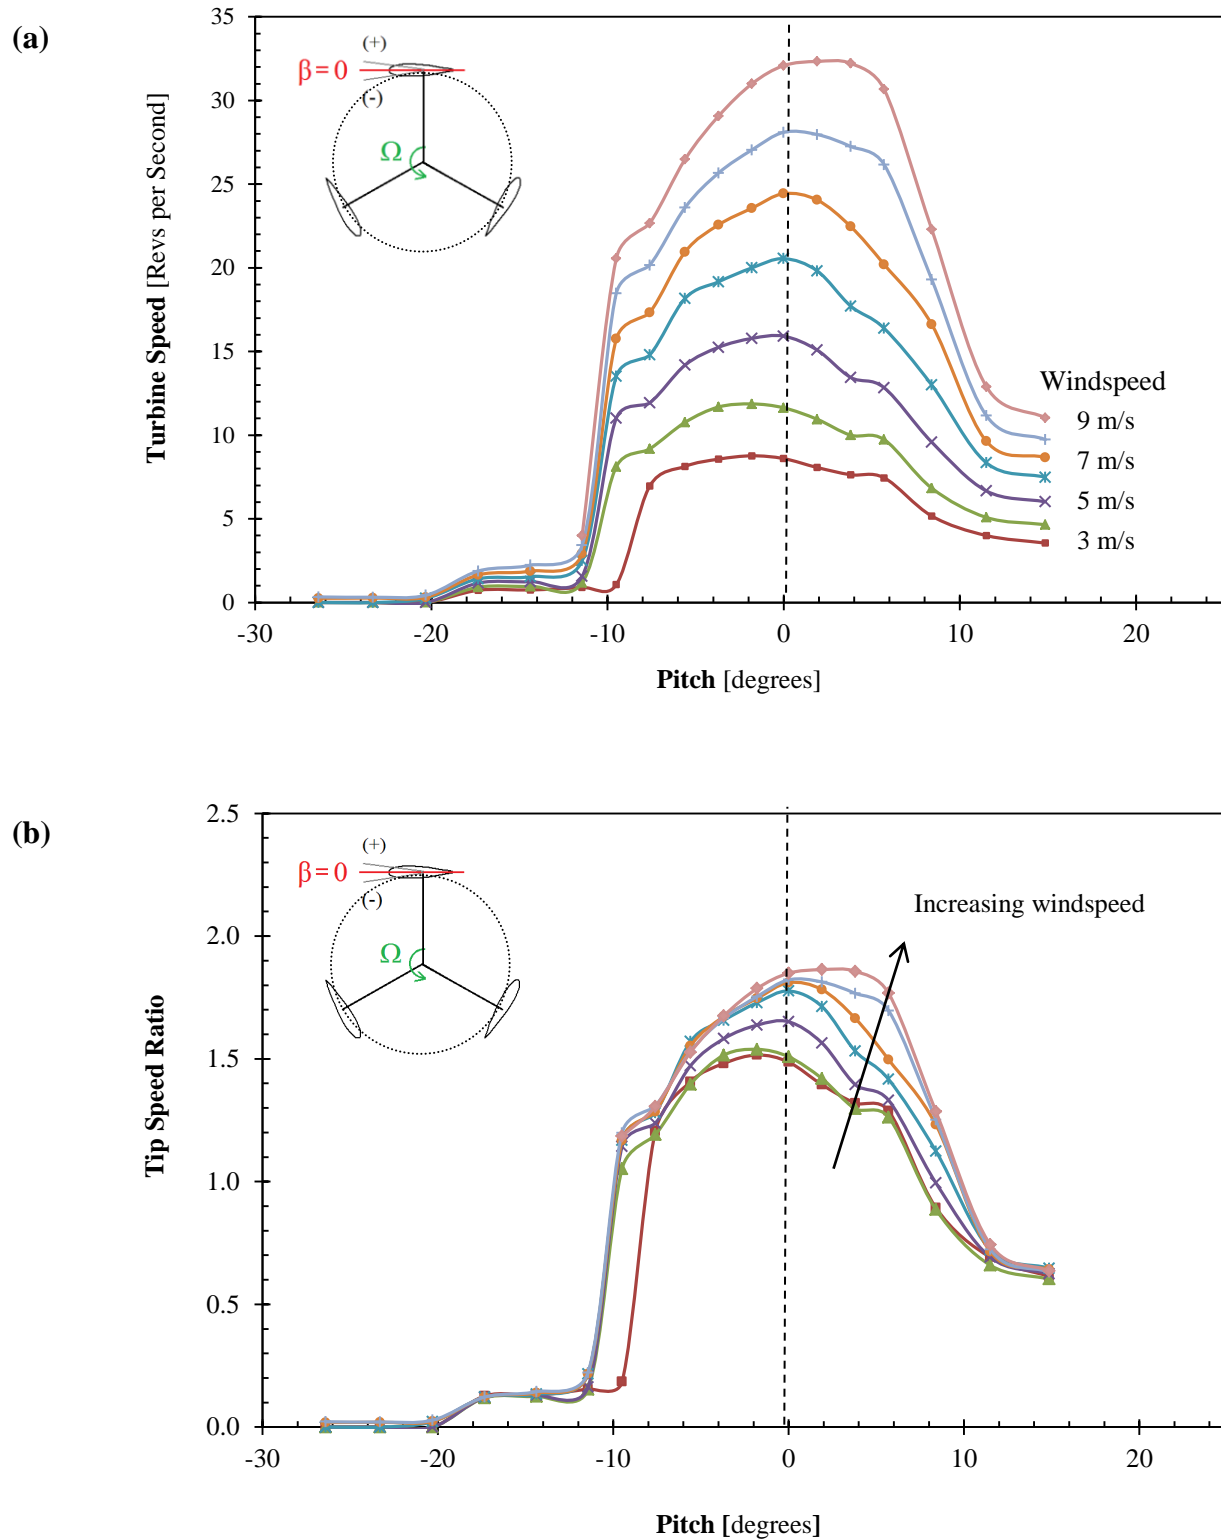 (a)
35
30
25
20
15
10
5
0
-30
-20
-10
0
10
20
Turbine Speed [Revs per Second]
Pitch [degrees]
(+)
β = 0
(-)
Ω
Windspeed
9 m/s
7 m/s
5 m/s
3 m/s
(b)
2.5
2.0
1.5
1.0
0.5
0.0
-30
-20
-10
0
10
20
Tip Speed Ratio
Pitch [degrees]
(+)
β = 0
(-)
Ω
Increasing windspeed